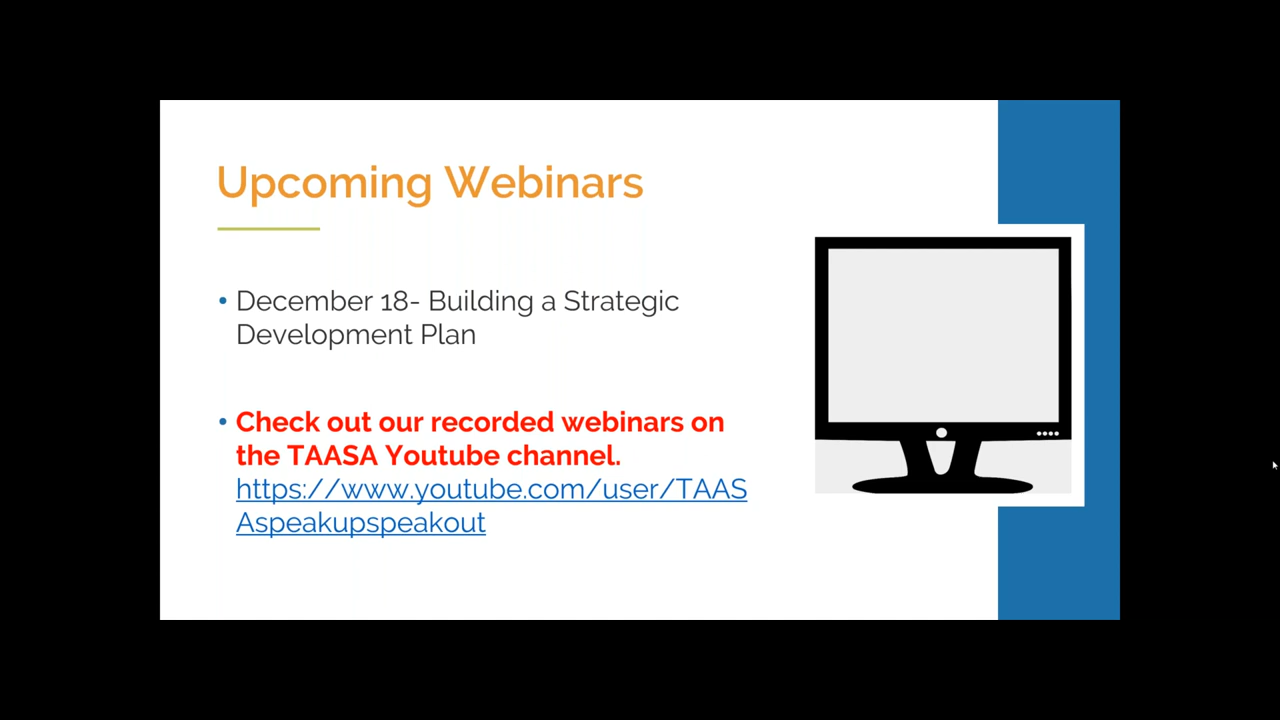 Upcoming Webinars
• December 18- Building a Strategic
Development Plan
• Check out our recorded webinars on
the TAASA Youtube channel.
https://www.youtube.com/user/TAAS
Aspeakupspeakout